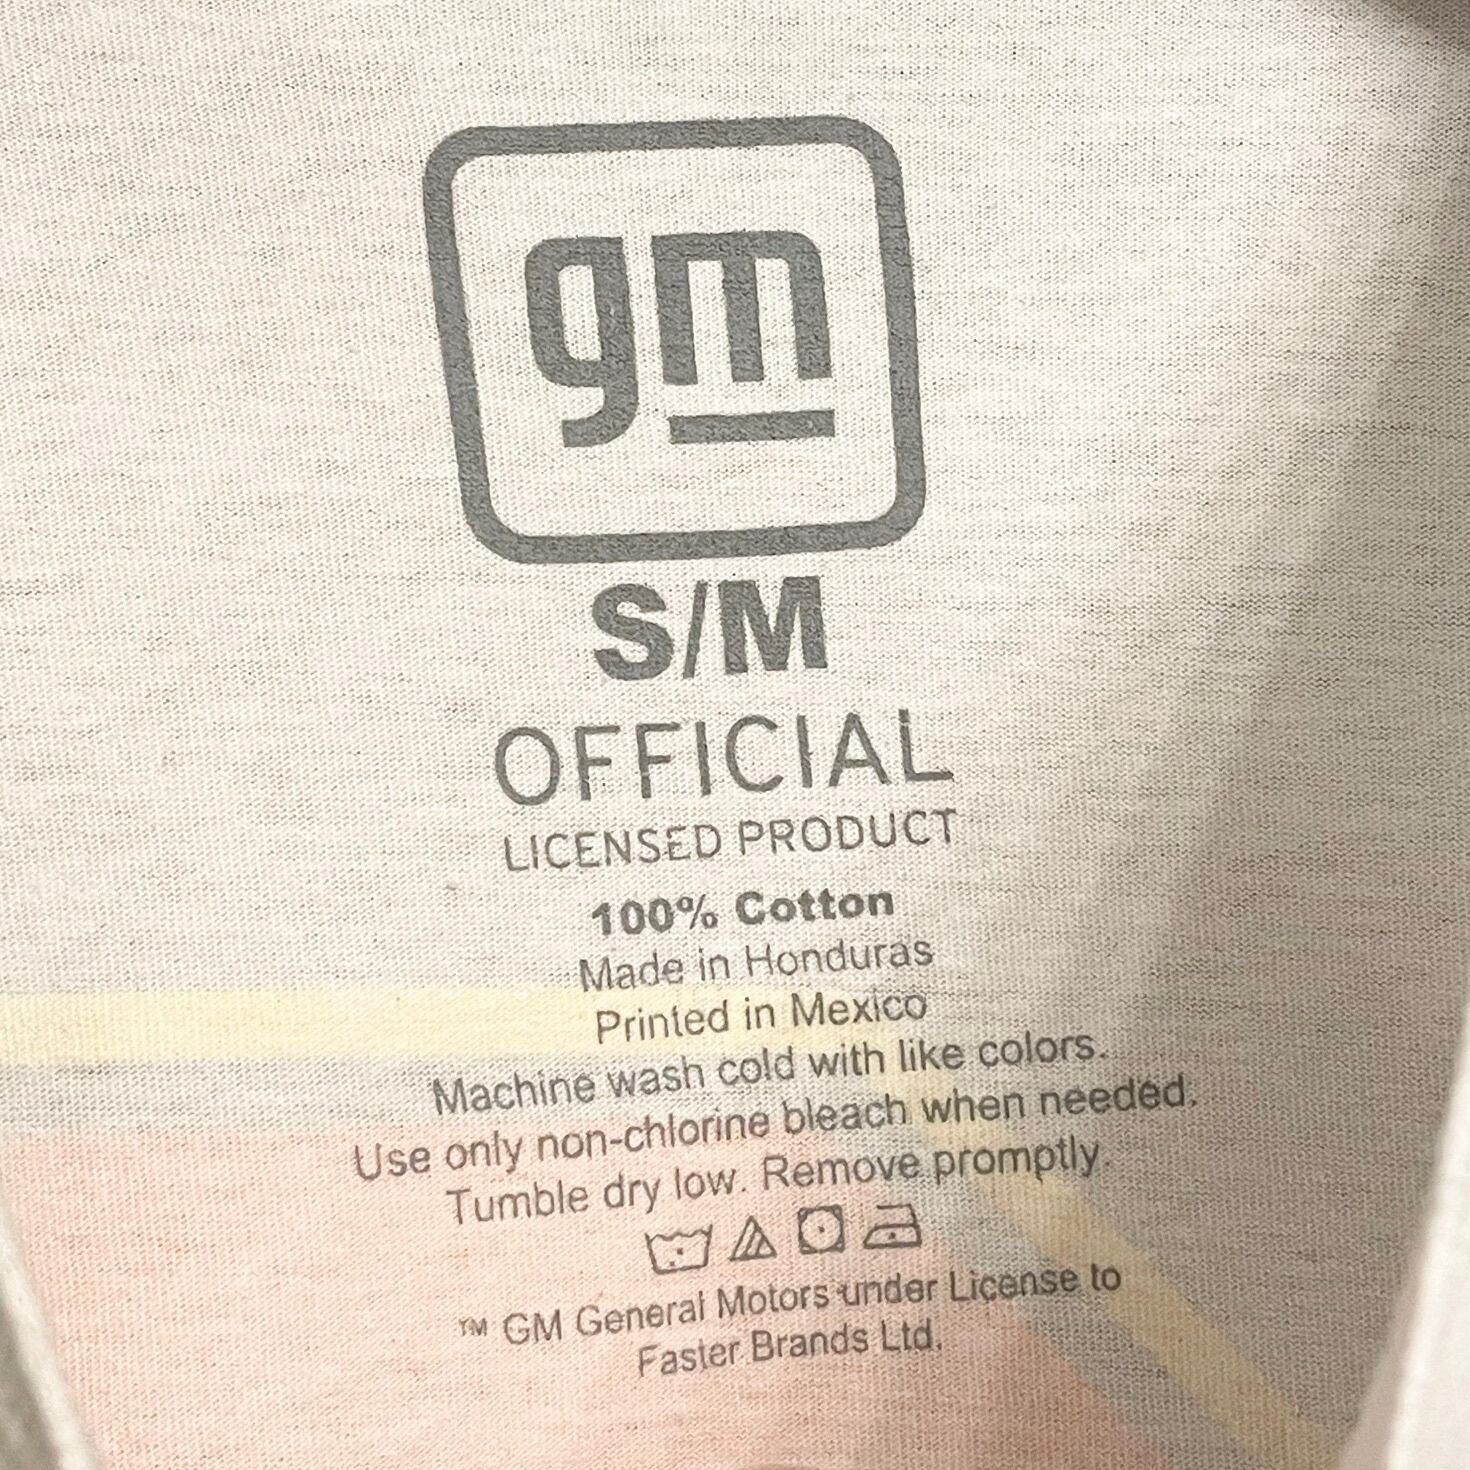 gm
S/M
OFFICIAL
LICENSED PRODUCT
100% Cotton
Made in Honduras
Printed in Mexico
Machine wash cold with like colors.
Use only non-chlorine bleach when needed.
Tumble dry low. Remove promptly.
™ GM General Motors under License to
Faster Brands Ltd.